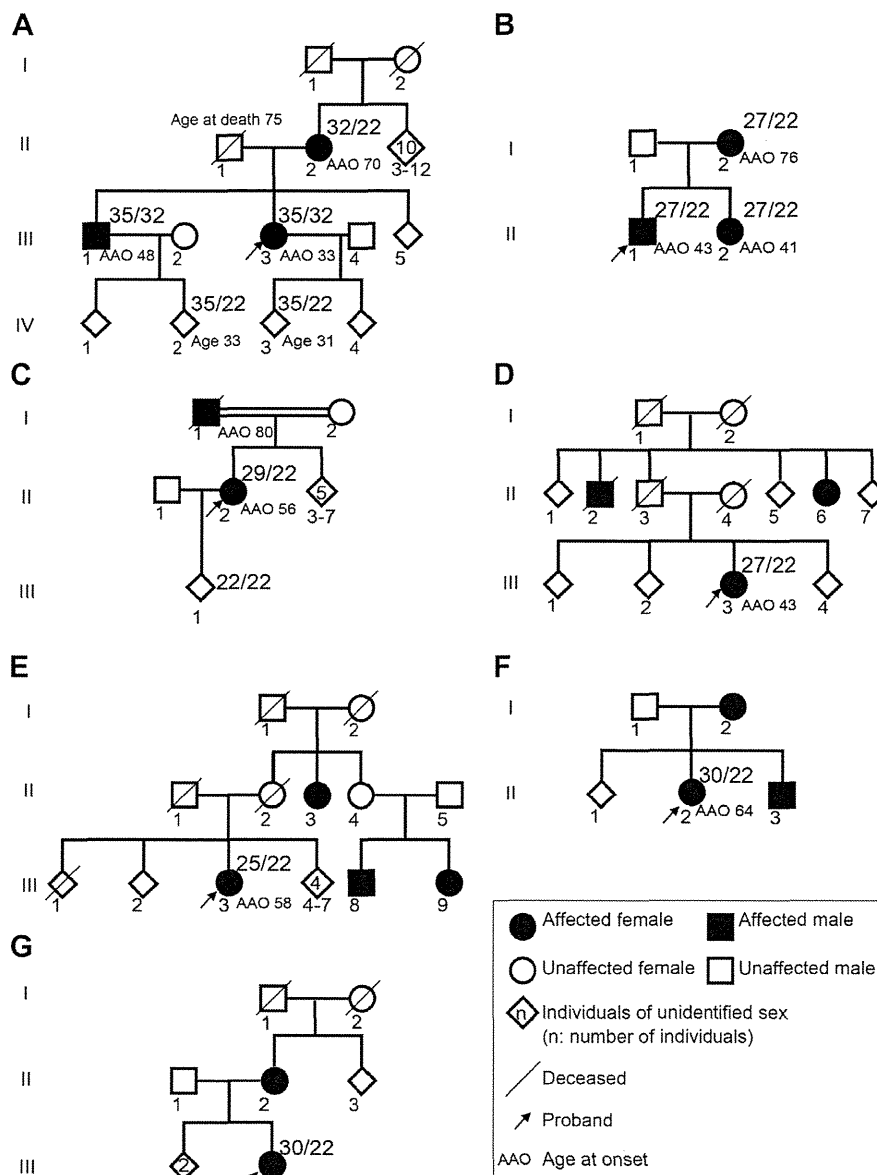 A
I
1 2
Age at death 75
32/22
II
1 2 AAO 70 10 3-12
35/32 35/32
III
1 AAO 48 2 3 AAO 33 4 5
35/22 35/22
IV
1 2 Age 33 3 Age 31 4
B
27/22
I
1 2 AAO 76
27/22 27/22
II
1 AAO 43 2 AAO 41
C
I
1 AAO 80 2
29/22
II
1 2 AAO 56 5 3-7
III
22/22
1
D
I
1 2
II
1 2 3 4 5 6 7
27/22
III
1 2 3 AAO 43 4
E
I
1 2
II
1 2 3 4 5
25/22
III
1 2 3 AAO 58 4 4-7 8 9
F
I
1 2
30/22
II
1 2 AAO 64 3
G
I
1 2
II
1 2 3
30/22
III
2
Affected female Affected male
Unaffected female Unaffected male
n Individuals of unidentified sex
(n: number of individuals)
Deceased
Proband
AAO Age at onset